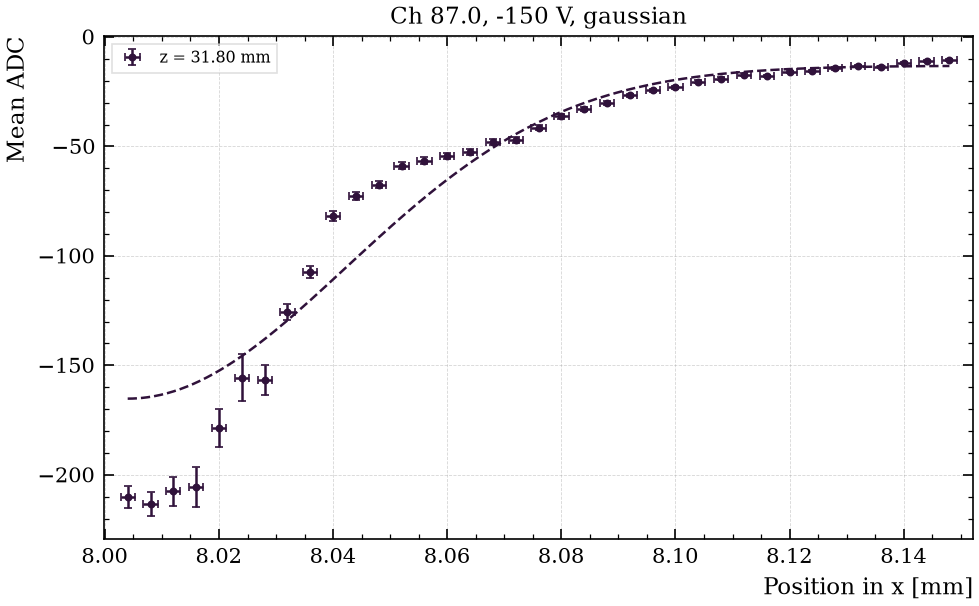 Ch 87.0, -150 V, gaussian
Mean ADC
z = 31.80 mm
0
−50
−100
−150
−200
8.00 8.02 8.04 8.06 8.08 8.10 8.12 8.14
Position in x [mm]